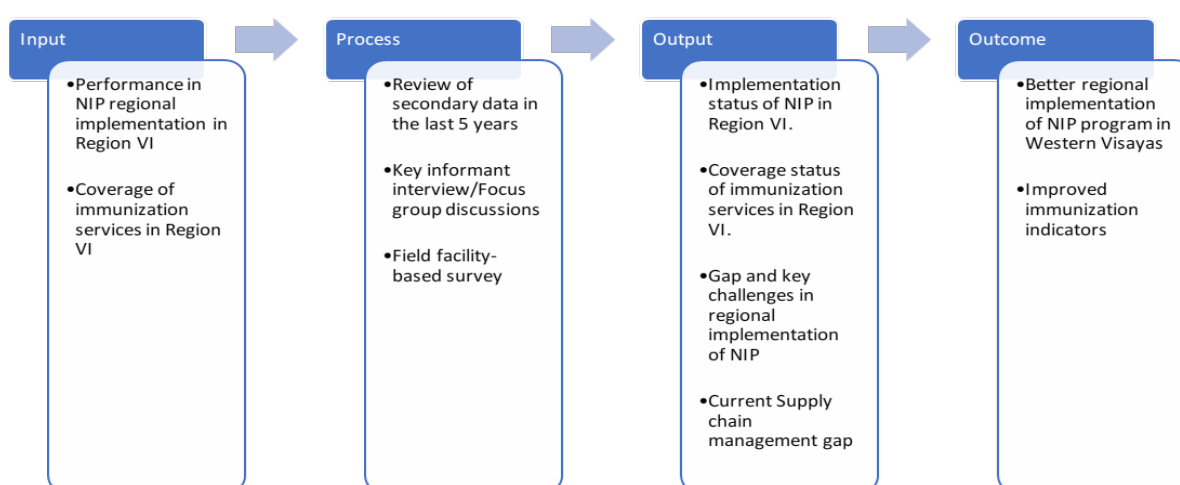 Input
•Performance in
NIP regional
implementation in
Region VI
•Coverage of
immunization
services in Region
VI
Process
•Review of
secondary data in
the last 5 years
•Key informant
interview/Focus
group discussions
•Field facility-
based survey
Output
•Implementation
status of NIP in
Region VI.
•Coverage status
of immunization
services in Region
VI.
•Gap and key
challenges in
regional
implementation
of NIP
•Current Supply
chain
management gap
Outcome
•Better regional
implementation
of NIP program in
Western Visayas
•Improved
immunization
indicators